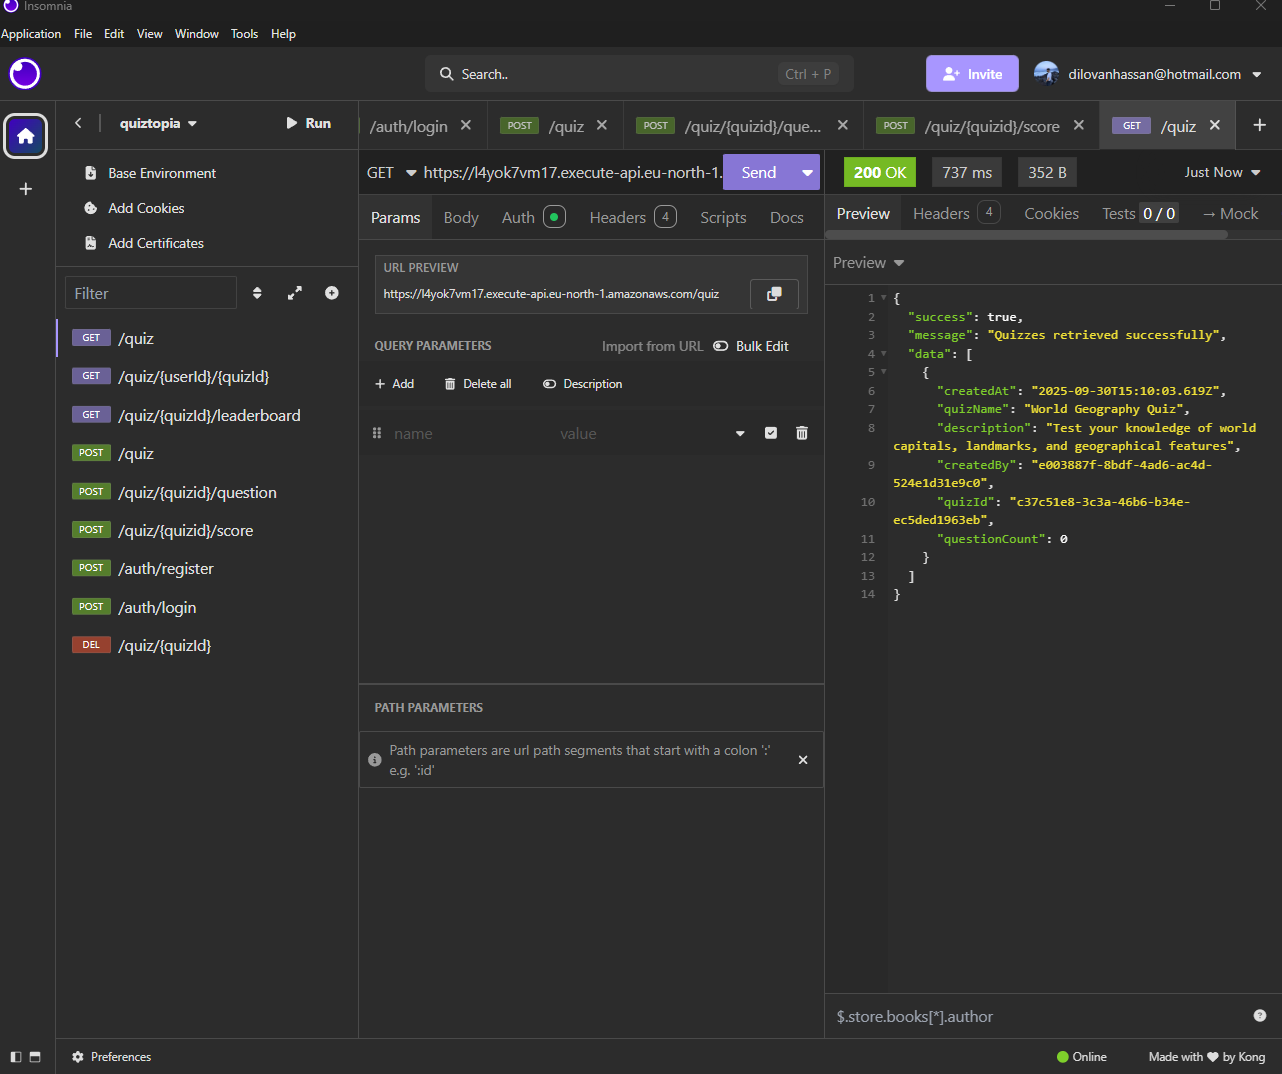 Insomnia
Application File Edit View Window Tools Help
Search.. Ctrl + P
Invite
dilovanhassan@hotmail.com
quiztopia
Run
/auth/login
POST /quiz
POST /quiz/{quizid}/que...
POST /quiz/{quizid}/score
GET /quiz
Base Environment
Add Cookies
Add Certificates
Filter
GET /quiz
GET /quiz/{userId}/{quizId}
GET /quiz/{quizId}/leaderboard
POST /quiz
POST /quiz/{quizid}/question
POST /quiz/{quizid}/score
POST /auth/register
POST /auth/login
DEL /quiz/{quizId}
GET https://l4yok7vm17.execute-api.eu-north-1. Send
Params Body Auth Headers 4 Scripts Docs
URL PREVIEW
https://l4yok7vm17.execute-api.eu-north-1.amazonaws.com/quiz
QUERY PARAMETERS Import from URL Bulk Edit
Add Delete all Description
name value
PATH PARAMETERS
Path parameters are url path segments that start with a colon ':'
e.g. ':id'
200 OK 737 ms 352 B Just Now
Preview Headers 4 Cookies Tests 0 / 0 → Mock
Preview
1 {
2 "success": true,
3 "message": "Quizzes retrieved successfully",
4 "data": [
5 {
6 "createdAt": "2025-09-30T15:10:03.619Z",
7 "quizName": "World Geography Quiz",
8 "description": "Test your knowledge of world
capitals, landmarks, and geographical features",
9 "createdBy": "e003887f-8bdf-4ad6-ac4d-
524e1d31e9c0",
10 "quizId": "c37c51e8-3c3a-46b6-b34e-
ec5ded1963eb",
11 "questionCount": 0
12 }
13 ]
14 }
$.store.books[*].author
Preferences
Online
Made with ♥ by Kong